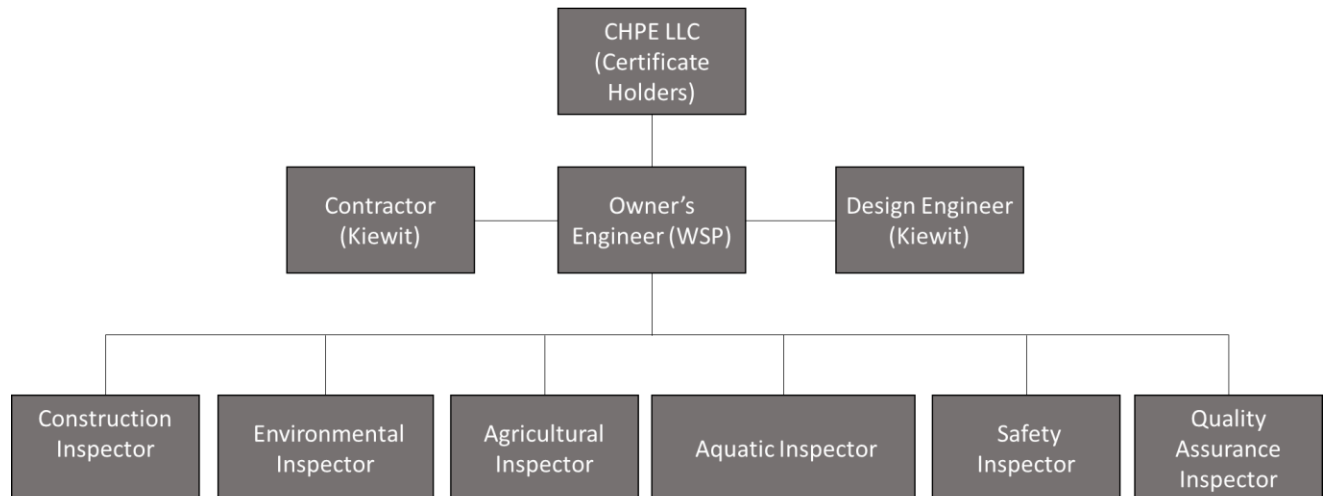 CHPE LLC
(Certificate
Holders)
Contractor
(Kiewit)
Owner’s
Engineer (WSP)
Design Engineer
(Kiewit)
Construction
Inspector
Environmental
Inspector
Agricultural
Inspector
Aquatic Inspector
Safety
Inspector
Quality
Assurance
Inspector